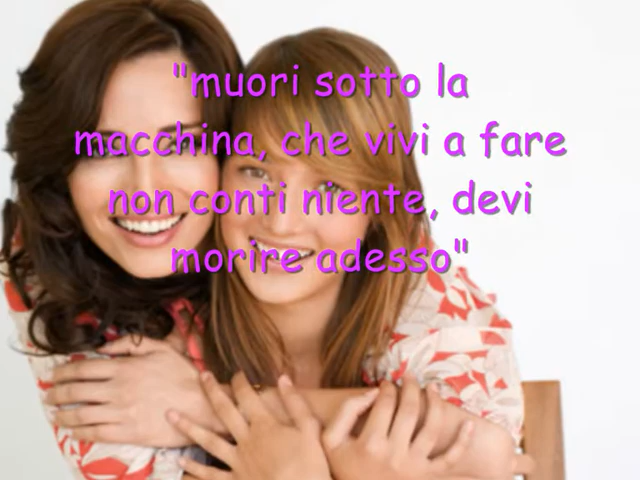 "muori sotto la
macchina, che vivi a fare
non conti niente, devi
morire adesso"